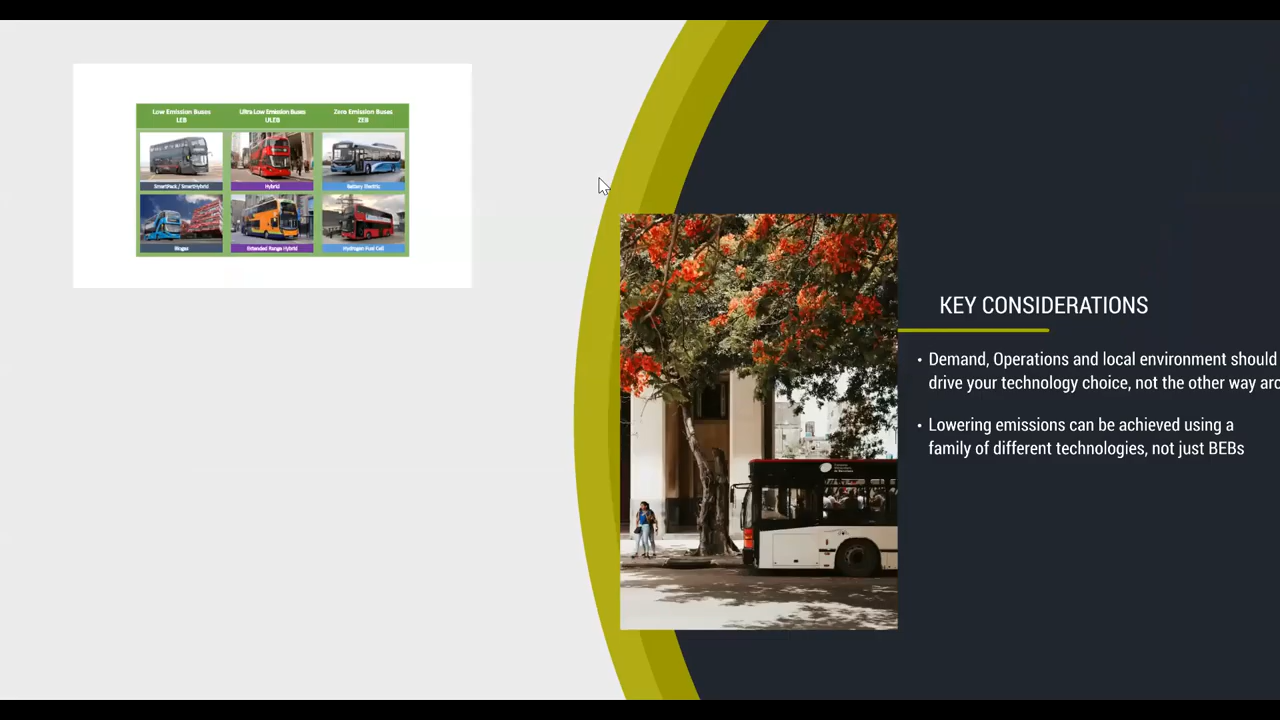 Low Emission Buses
LEB
Ultra Low Emission Buses
ULEB
Zero Emission Buses
ZEB
SmartPack / SmartHybrid
Hybrid
Battery Electric
Biogas
Extended Range Hybrid
Hydrogen Fuel Cell
KEY CONSIDERATIONS
• Demand, Operations and local environment should
drive your technology choice, not the other way aro
• Lowering emissions can be achieved using a
family of different technologies, not just BEBs